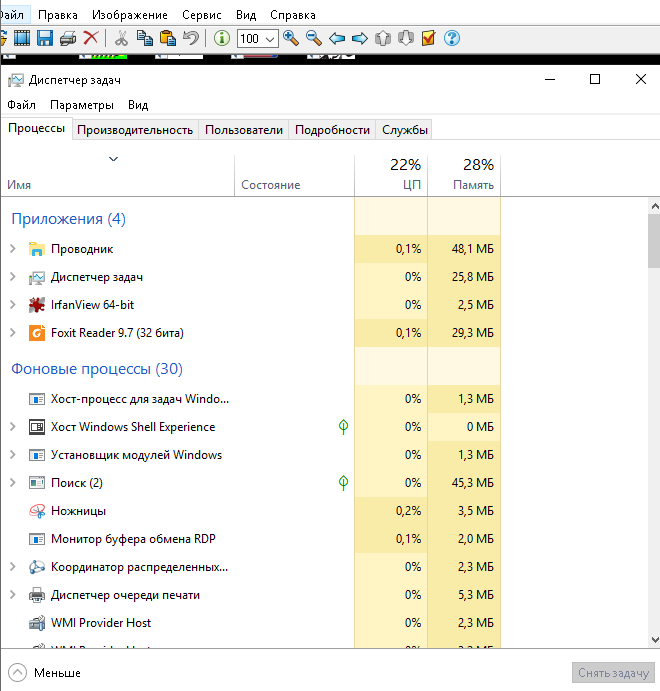 айл Правка Изображение Сервис Вид Справка
100
Диспетчер задач
Файл Параметры Вид
Процессы Производительность Пользователи Подробности Службы
22% 28%
Имя Состояние ЦП Память
Приложения (4)
Проводник 0,1% 48,1 МБ
Диспетчер задач 0% 25,8 МБ
IrfanView 64-bit 0% 2,5 МБ
Foxit Reader 9.7 (32 бита) 0,1% 29,3 МБ
Фоновые процессы (30)
Хост-процесс для задач Windo... 0% 1,3 МБ
Хост Windows Shell Experience 0% 0 МБ
Установщик модулей Windows 0% 1,3 МБ
Поиск (2) 0% 45,3 МБ
Ножницы 0,2% 3,5 МБ
Монитор буфера обмена RDP 0,1% 2,0 МБ
Координатор распределенных... 0% 2,3 МБ
Диспетчер очереди печати 0% 5,3 МБ
WMI Provider Host 0% 2,3 МБ
Меньше Снять задачу